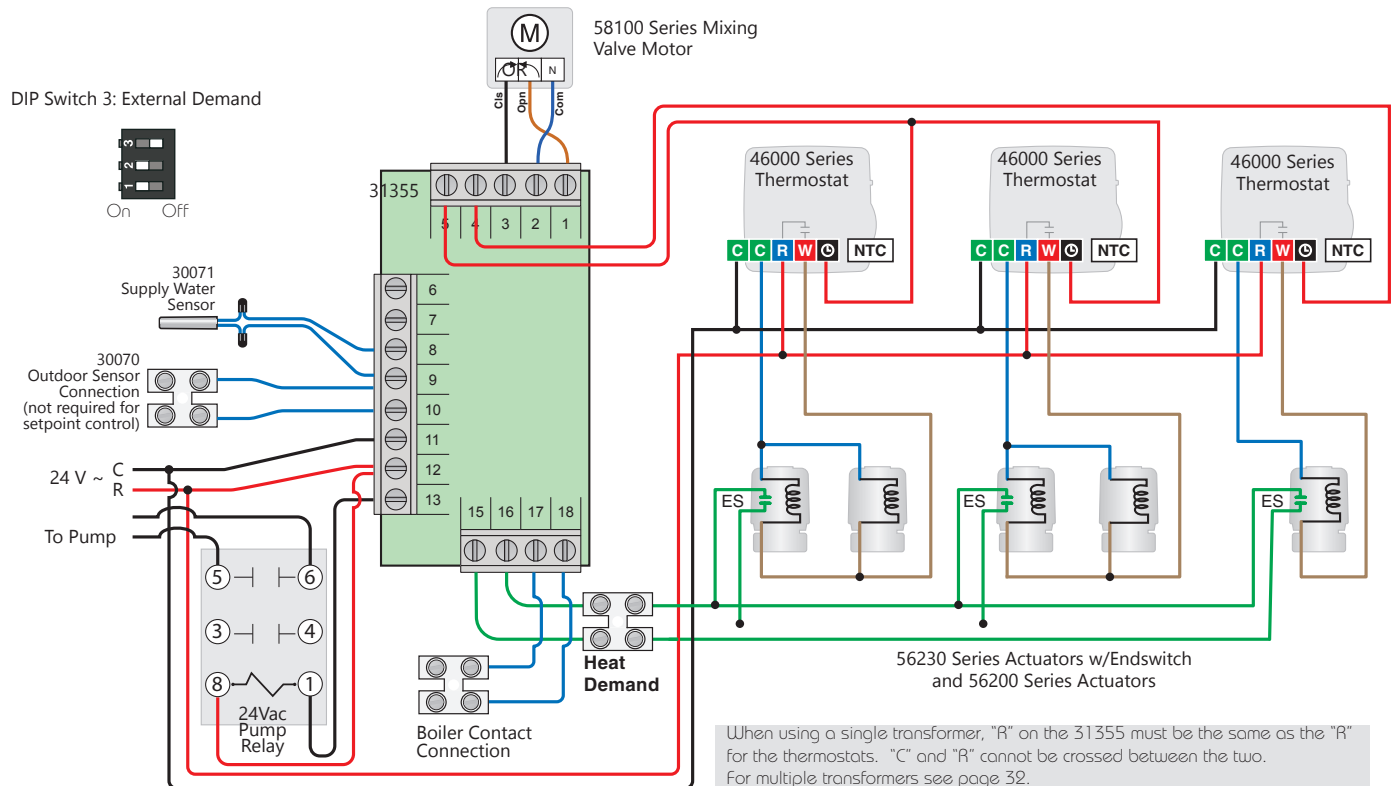 58100 Series Mixing
Valve Motor
M
OR
N
Cls
Opn
Com
DIP Switch 3: External Demand
3
2
1
On Off
31355
5 4 3 2 1
6
7
8
9
10
11
12
13
15 16 17 18
30071
Supply Water
Sensor
30070
Outdoor Sensor
Connection
(not required for
setpoint control)
24 V ~ C
R
To Pump
5 6
3 4
8 1
24Vac
Pump
Relay
Boiler Contact
Connection
Heat
Demand
46000 Series
Thermostat
C C R W NTC
46000 Series
Thermostat
C C R W NTC
46000 Series
Thermostat
C C R W NTC
ES
ES
ES
56230 Series Actuators w/Endswitch
and 56200 Series Actuators
When using a single transformer, "R" on the 31355 must be the same as the "R"
for the thermostats. "C" and "R" cannot be crossed between the two.
For multiple transformers see page 32.